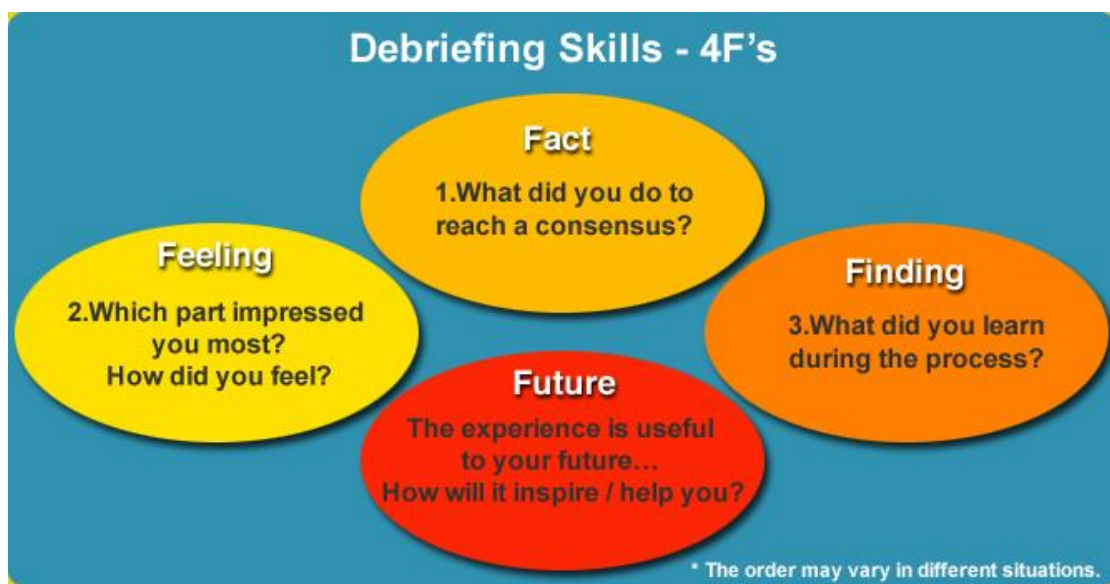 Debriefing Skills - 4F's
Fact
1.What did you do to
reach a consensus?
Feeling
2.Which part impressed
you most?
How did you feel?
Finding
3.What did you learn
during the process?
Future
The experience is useful
to your future...
How will it inspire / help you?
* The order may vary in different situations.